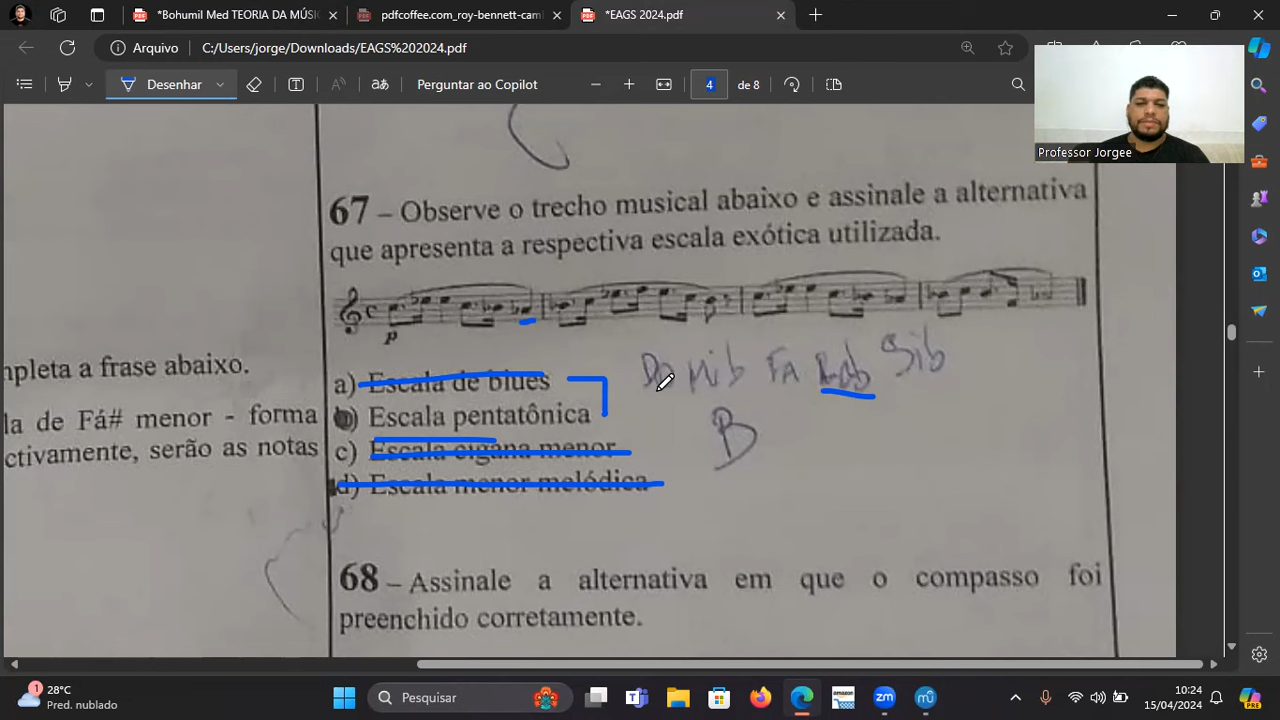 *Bohumil Med TEORIA DA MÚSI
pdfcoffee.com_roy-bennett-cam
*EAGS 2024.pdf
Arquivo
C:/Users/jorge/Downloads/EAGS%202024.pdf
Desenhar
Perguntar ao Copilot
4
de 8
Professor Jorgee
67 – Observe o trecho musical abaixo e assinale a alternativa
que apresenta a respectiva escala exótica utilizada.
p
npleta a frase abaixo.
la de Fá# menor - forma
ectivamente, serão as notas
a) Escala de blues
b) Escala pentatônica
c) Escala cigana menor
d) Escala menor melódica
Do Mib FA Sib
B
68 – Assinale a alternativa em que o compasso foi
preenchido corretamente.
1
28°C
Pred. nublado
Pesquisar
10:24
15/04/2024